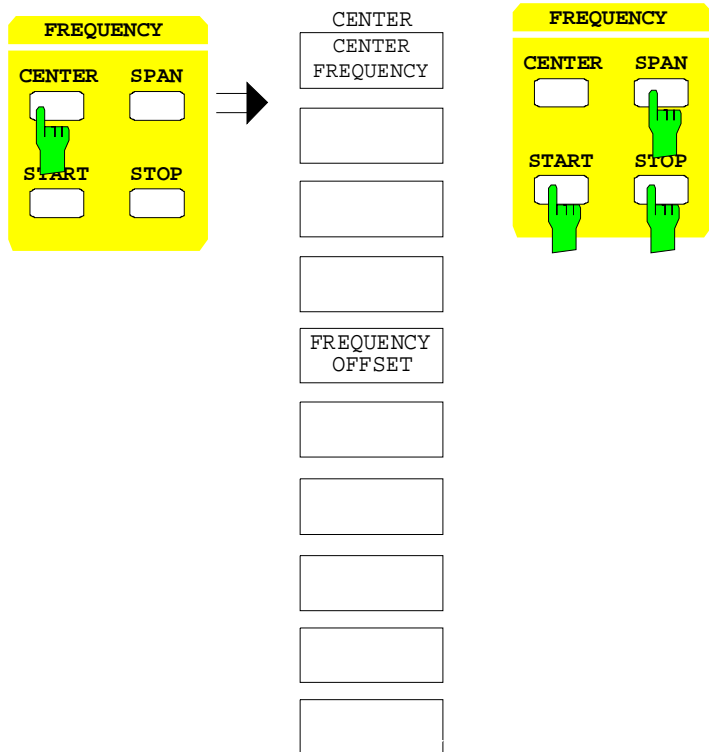 FREQUENCY
CENTER SPAN
START STOP
CENTER
CENTER
FREQUENCY
FREQUENCY
OFFSET
FREQUENCY
CENTER SPAN
START STOP